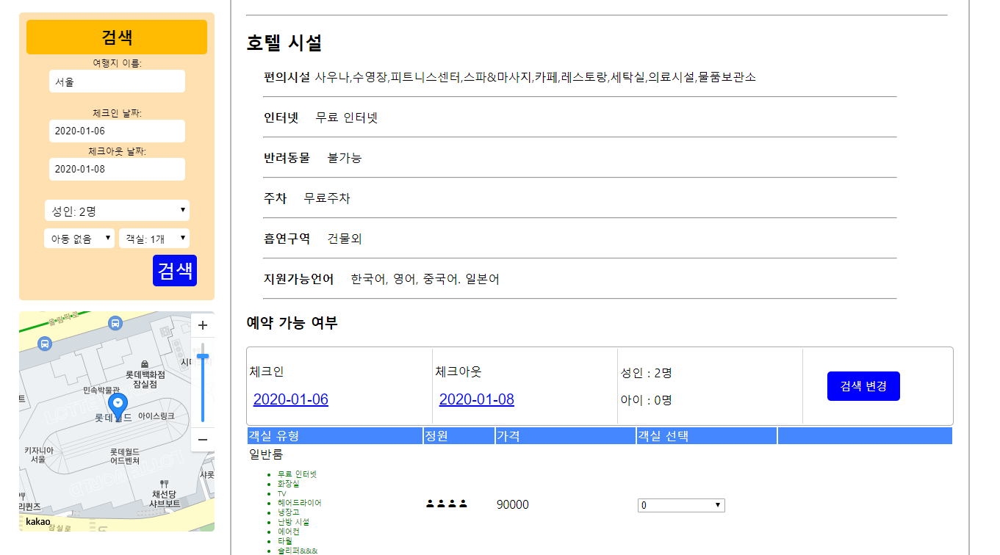 검색
여행지 이름:
서울
체크인 날짜:
2020-01-06
체크아웃 날짜:
2020-01-08
성인: 2명
아동 없음
객실: 1개
검색
올림픽로
롯데백화점
잠실점
민속박물관
롯데월드
아이스링크
키자니아
서울
롯데월드
어드벤쳐
샤롯
채선당
샤브보트
리퀸즈
잠실로
kakao
호텔 시설
편의시설 사우나,수영장,피트니스센터,스파&마사지,카페,레스토랑,세탁실,의료시설,물품보관소
인터넷 무료 인터넷
반려동물 불가능
주차 무료주차
흡연구역 건물외
지원가능언어 한국어, 영어, 중국어. 일본어
예약 가능 여부
체크인
2020-01-06
체크아웃
2020-01-08
성인 : 2명
아이 : 0명
검색 변경
객실 유형 정원 가격 객실 선택
일반룸
무료 인터넷
화장실
TV
헤어드라이어
냉장고
난방 시설
에어컨
타월
슬리퍼&&&
90000
0